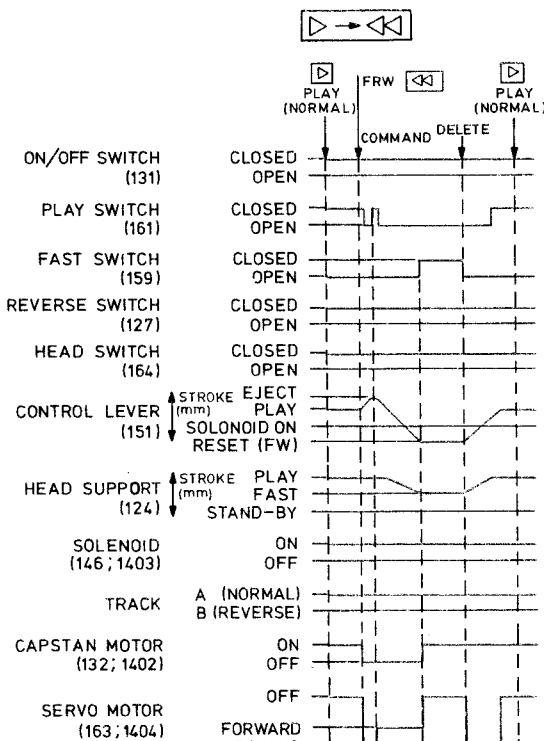 ▷ → ◁◁
▷ FRW ◁◁ ▷
PLAY (NORMAL) PLAY (NORMAL)
COMMAND DELETE
ON/OFF SWITCH (131) CLOSED OPEN
PLAY SWITCH (161) CLOSED OPEN
FAST SWITCH (159) CLOSED OPEN
REVERSE SWITCH (127) CLOSED OPEN
HEAD SWITCH (164) CLOSED OPEN
CONTROL LEVER (151) STROKE (mm) EJECT PLAY SOLONOID ON RESET (FW)
HEAD SUPPORT (124) STROKE (mm) PLAY FAST STAND-BY
SOLENOID (146;1403) ON OFF
TRACK A (NORMAL) B (REVERSE)
CAPSTAN MOTOR (132;1402) ON OFF
SERVO MOTOR (163;1404) OFF FORWARD